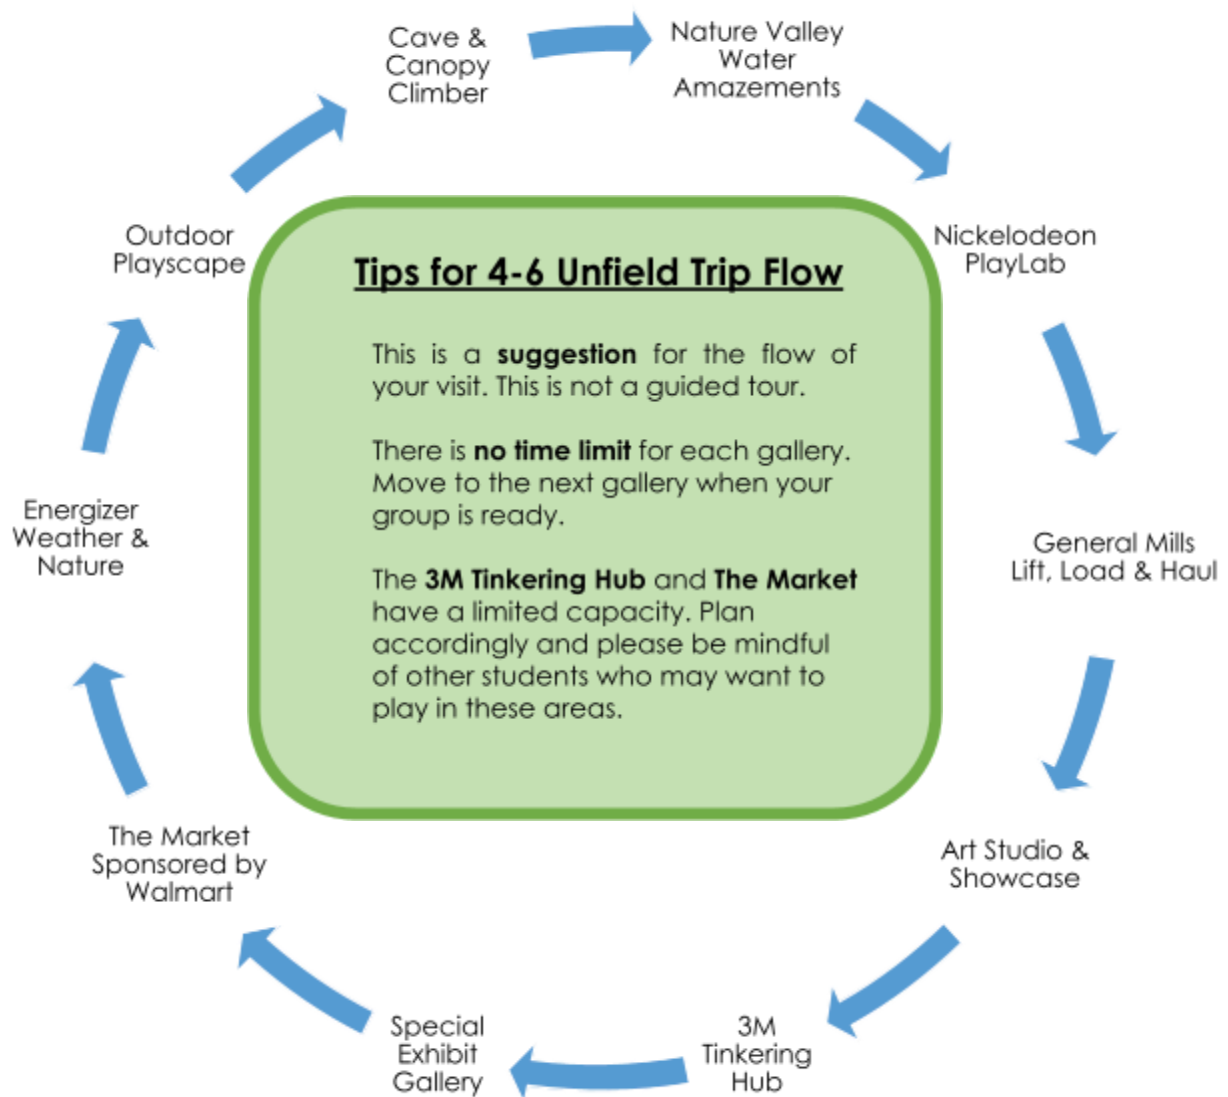 Cave &
Canopy
Climber
Nature Valley
Water
Amazements
Nickelodeon
PlayLab
General Mills
Lift, Load & Haul
Art Studio &
Showcase
3M
Tinkering
Hub
Special
Exhibit
Gallery
The Market
Sponsored by
Walmart
Energizer
Weather &
Nature
Outdoor
Playscape
Tips for 4-6 Unfield Trip Flow
This is a suggestion for the flow of
your visit. This is not a guided tour.
There is no time limit for each gallery.
Move to the next gallery when your
group is ready.
The 3M Tinkering Hub and The Market
have a limited capacity. Plan
accordingly and please be mindful
of other students who may want to
play in these areas.